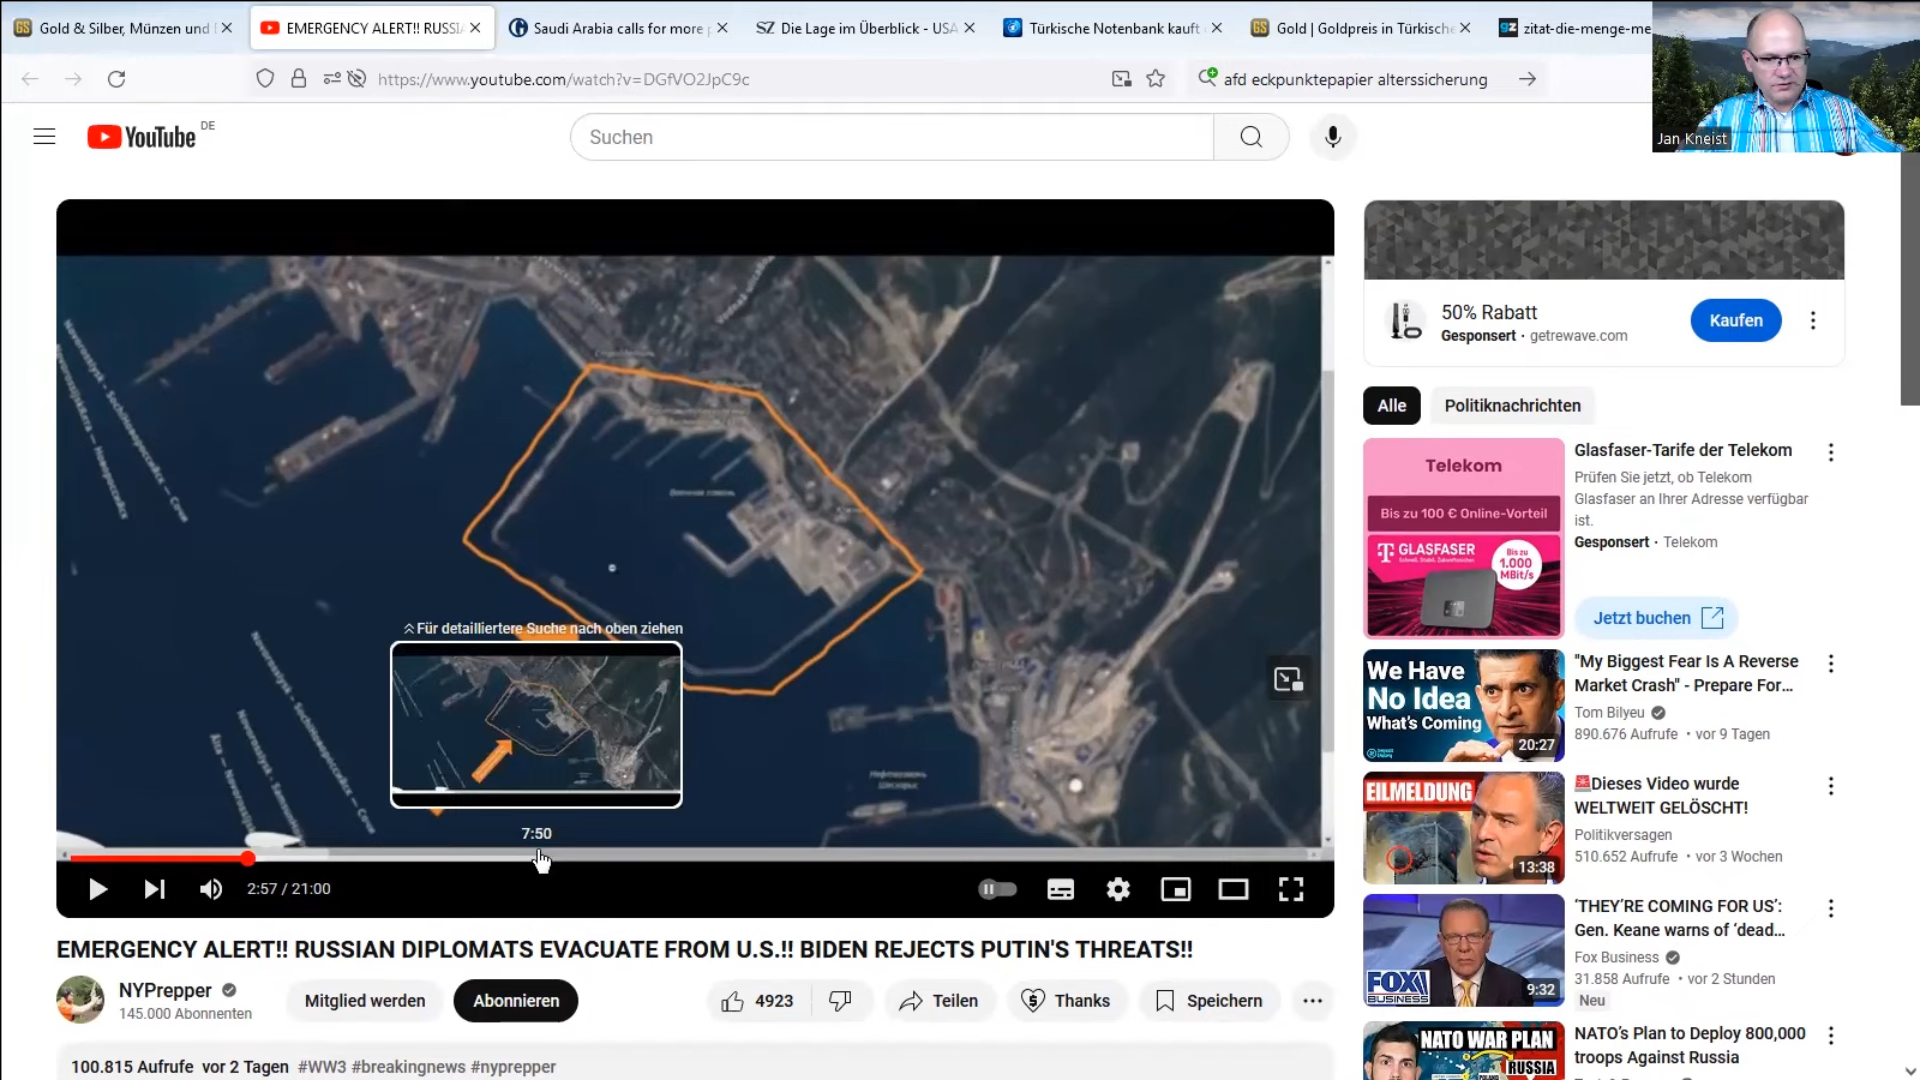 Gold & Silber, Münzen und
EMERGENCY ALERT!! RUSSI
Saudi Arabia calls for more
SZ Die Lage im Überblick - USA
Türkische Notenbank kauft
Gold | Goldpreis in Türkische
zitat-die-menge-me
https://www.youtube.com/watch?v=DGfVO2JpC9c
afd eckpunktepapier alterssicherung
Jan Kneist
YouTube DE
Suchen
50% Rabatt
Gesponsert · getrewave.com
Kaufen
Alle
Politiknachrichten
Telekom
Bis zu 100 € Online-Vorteil
GLASFASER
Bis zu
1.000
MBit/s
Glasfaser-Tarife der Telekom
Prüfen Sie jetzt, ob Telekom
Glasfaser an Ihrer Adresse verfügbar
ist.
Gesponsert · Telekom
Jetzt buchen
Für detailliertere Suche nach oben ziehen
7:50
2:57 / 21:00
We Have
No Idea
What's Coming
20:27
"My Biggest Fear Is A Reverse
Market Crash" - Prepare For...
Tom Bilyeu
890.676 Aufrufe • vor 9 Tagen
EILMELDUNG
13:38
🚨Dieses Video wurde
WELTWEIT GELÖSCHT!
Politikversagen
510.652 Aufrufe • vor 3 Wochen
FOX
BUSINESS
9:32
‘THEY’RE COMING FOR US’:
Gen. Keane warns of ‘dead...
Fox Business
31.858 Aufrufe • vor 2 Stunden
Neu
NATO WAR PLAN
RUSSIA
NATO’s Plan to Deploy 800,000
troops Against Russia
EMERGENCY ALERT!! RUSSIAN DIPLOMATS EVACUATE FROM U.S.!! BIDEN REJECTS PUTIN'S THREATS!!
NYPrepper
145.000 Abonnenten
Mitglied werden
Abonnieren
4923
Teilen
Thanks
Speichern
100.815 Aufrufe vor 2 Tagen #WW3 #breakingnews #nyprepper